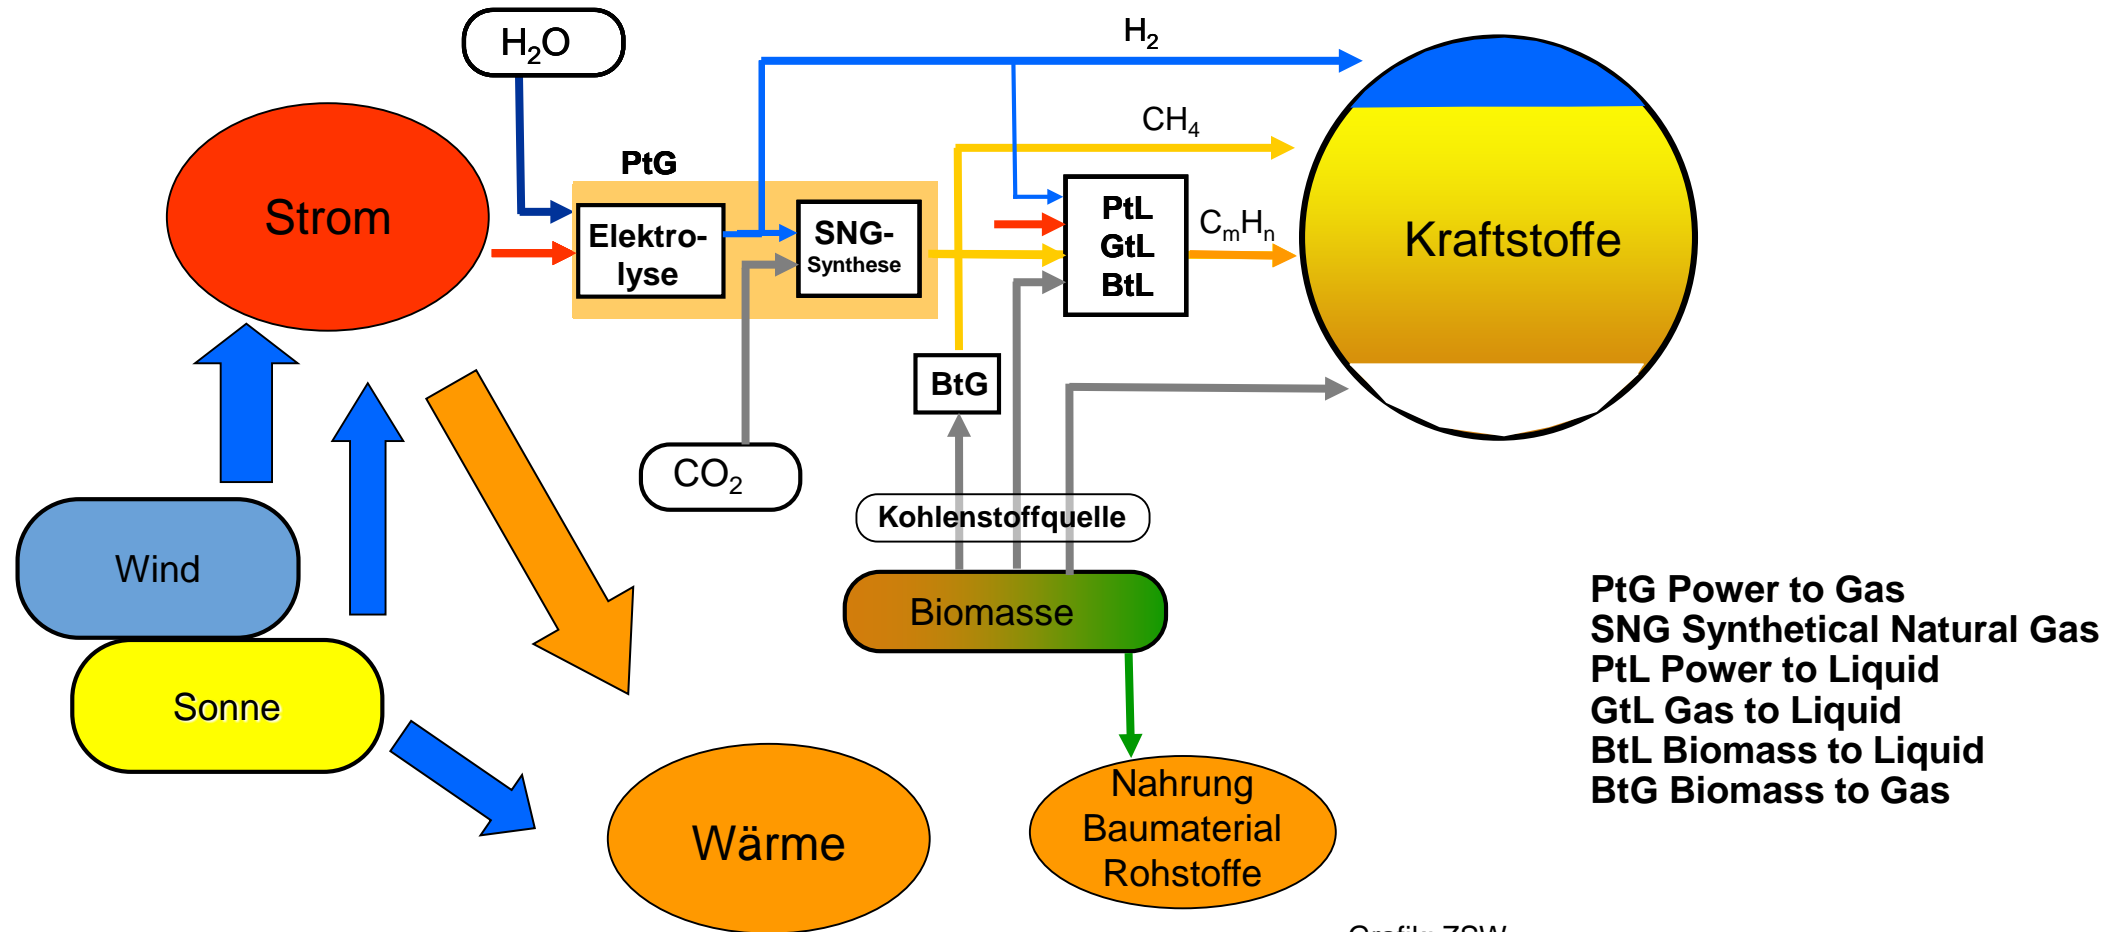 H₂O
H₂
CH₄
PtG
Strom
Elektro-
lyse
SNG-
Synthese
PtL
GtL
BtL
CₘHₙ
Kraftstoffe
BtG
CO₂
Kohlenstoffquelle
Wind
Biomasse
Sonne
Wärme
Nahrung
Baumaterial
Rohstoffe
PtG Power to Gas
SNG Synthetical Natural Gas
PtL Power to Liquid
GtL Gas to Liquid
BtL Biomass to Liquid
BtG Biomass to Gas
Grafik: ZSW